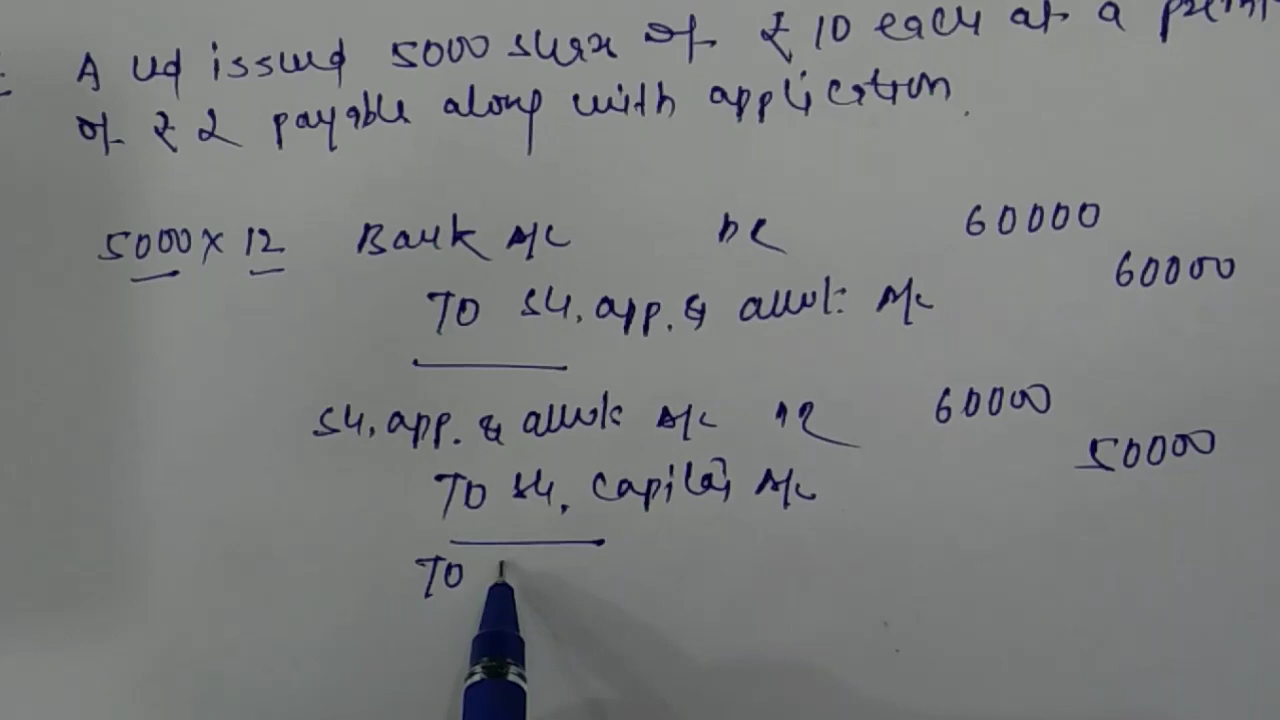 A Ltd issued 5000 share of ₹ 10 each at a premi
of ₹ 2 payable along with application.
5000 x 12 Bank A/c Dr 60000
To Sh. app. & allot: A/c 60000
Sh. app. & allot A/c Dr 60000
To Sh. Capital A/c 50000
To